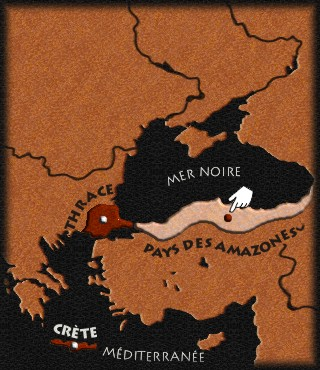 MER NOIRE
THRACE
PAYS DES AMAZONES
CRÈTE
MÉDITERRANÉE